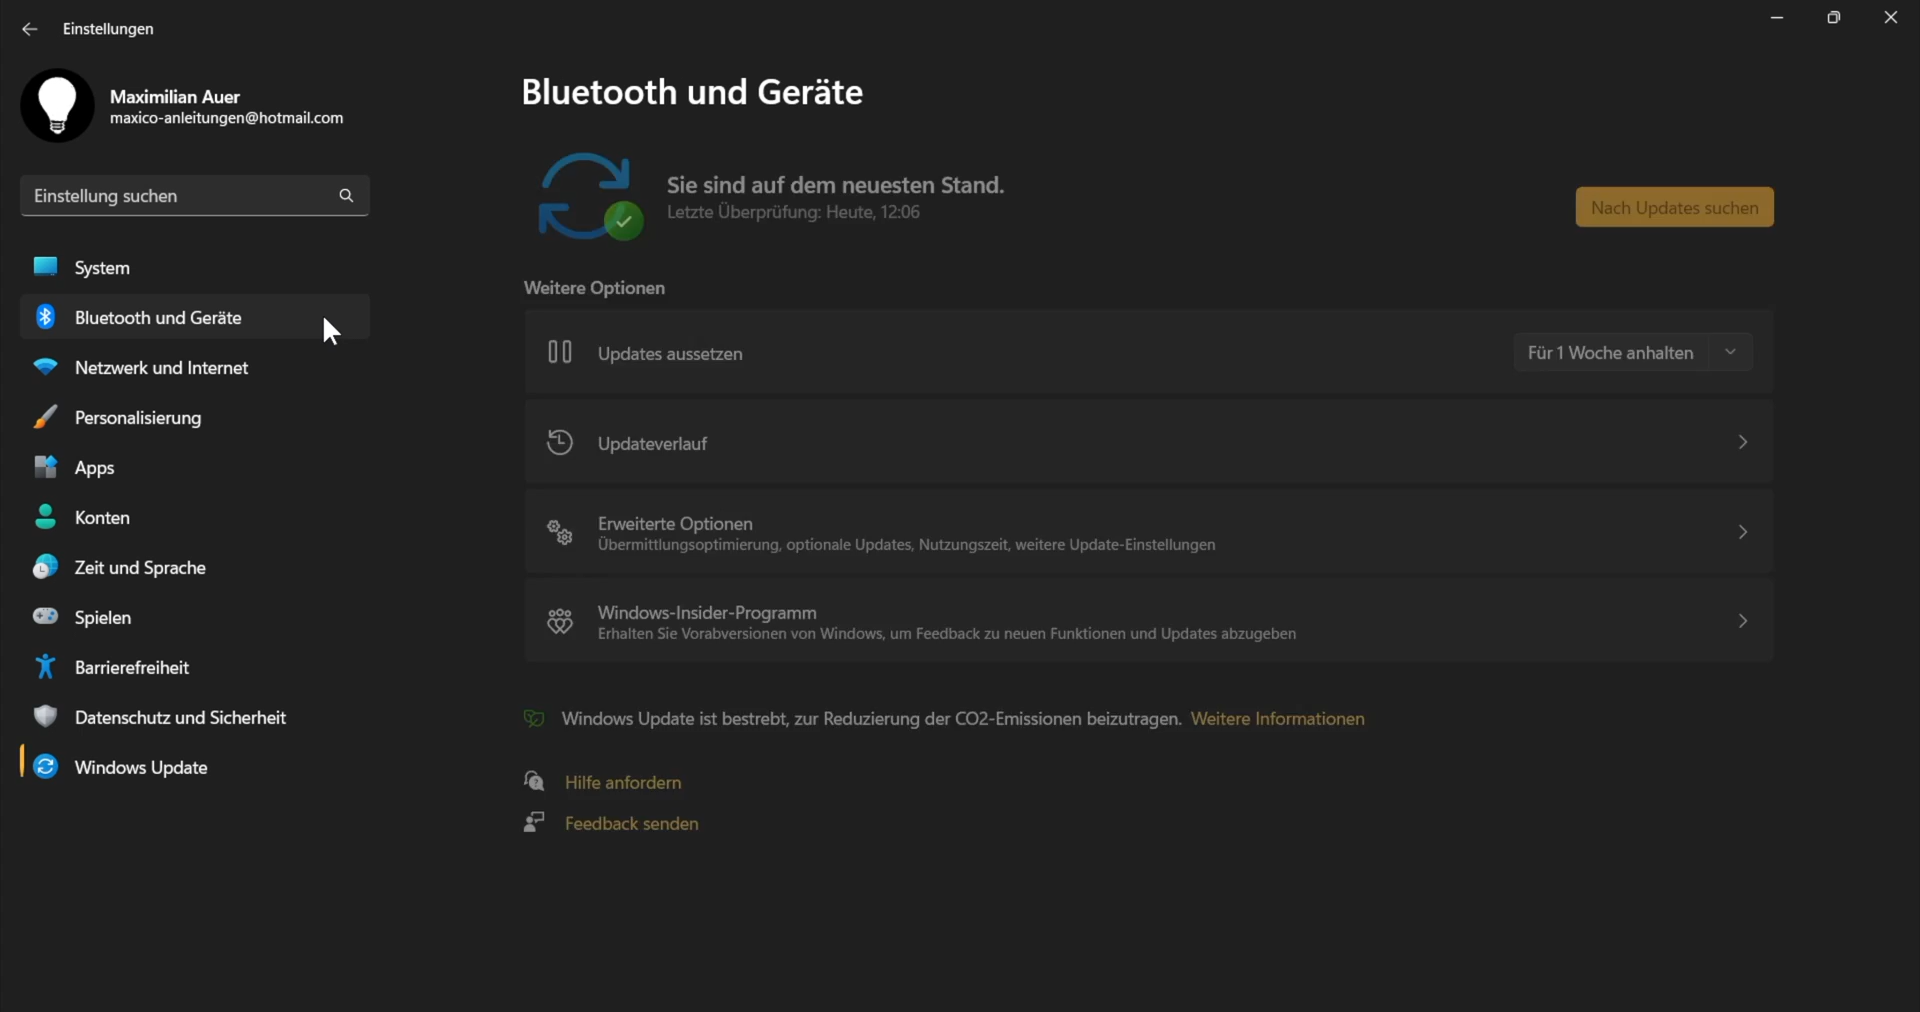 Einstellungen
Maximilian Auer
maxico-anleitungen@hotmail.com
Einstellung suchen
System
Bluetooth und Geräte
Netzwerk und Internet
Personalisierung
Apps
Konten
Zeit und Sprache
Spielen
Barrierefreiheit
Datenschutz und Sicherheit
Windows Update
Bluetooth und Geräte
Sie sind auf dem neuesten Stand.
Letzte Überprüfung: Heute, 12:06
Nach Updates suchen
Weitere Optionen
Updates aussetzen
Für 1 Woche anhalten
Updateverlauf
Erweiterte Optionen
Übermittlungsoptimierung, optionale Updates, Nutzungszeit, weitere Update-Einstellungen
Windows-Insider-Programm
Erhalten Sie Vorabversionen von Windows, um Feedback zu neuen Funktionen und Updates abzugeben
Windows Update ist bestrebt, zur Reduzierung der CO2-Emissionen beizutragen. Weitere Informationen
Hilfe anfordern
Feedback senden